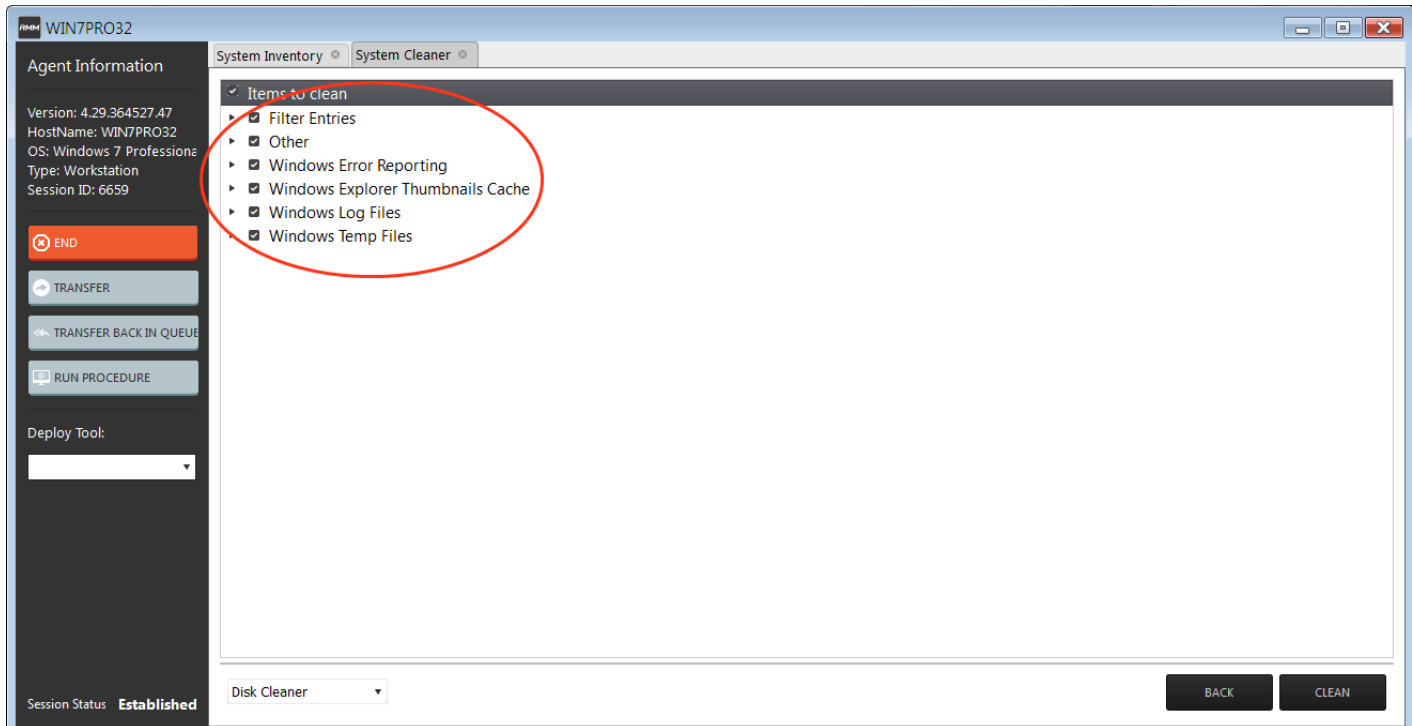 RMM WIN7PRO32
Agent Information
Version: 4.29.364527.47
HostName: WIN7PRO32
OS: Windows 7 Professiona
Type: Workstation
Session ID: 6659
END
TRANSFER
TRANSFER BACK IN QUEUE
RUN PROCEDURE
Deploy Tool:
Session Status Established
System Inventory System Cleaner
Items to clean
Filter Entries
Other
Windows Error Reporting
Windows Explorer Thumbnails Cache
Windows Log Files
Windows Temp Files
Disk Cleaner
BACK CLEAN